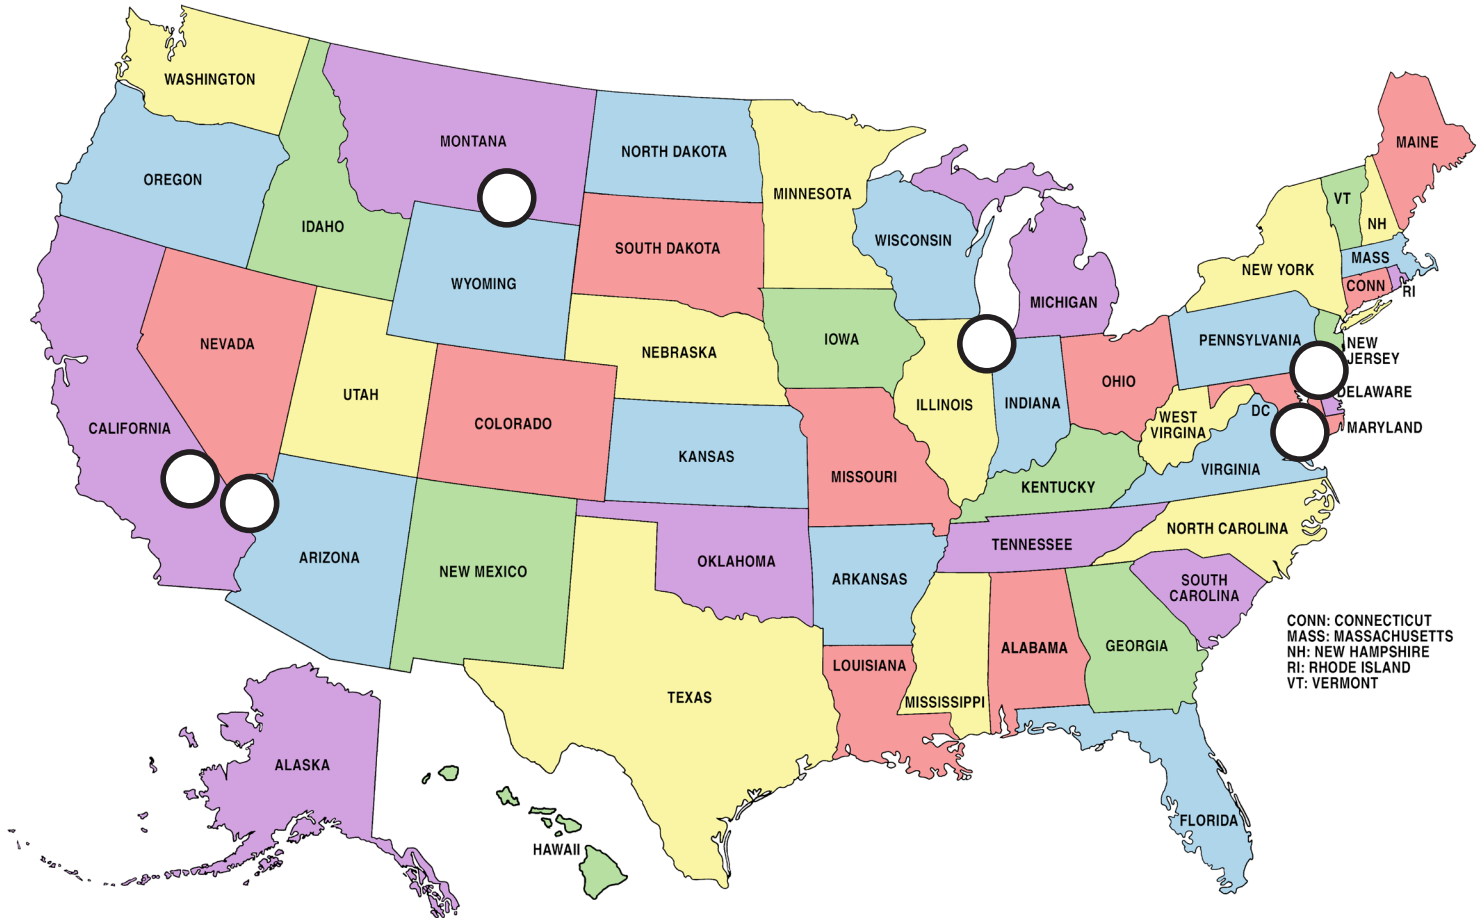 WASHINGTON
OREGON
IDAHO
MONTANA
NORTH DAKOTA
MINNESOTA
WISCONSIN
MICHIGAN
MAINE
VT
NH
MASS
CONN
RI
NEW YORK
SOUTH DAKOTA
WYOMING
NEVADA
UTAH
COLORADO
NEBRASKA
IOWA
ILLINOIS
INDIANA
OHIO
PENNSYLVANIA
NEW
JERSEY
DELAWARE
DC
MARYLAND
WEST
VIRGINA
VIRGINIA
CALIFORNIA
KANSAS
MISSOURI
KENTUCKY
ARIZONA
NEW MEXICO
OKLAHOMA
ARKANSAS
TENNESSEE
NORTH CAROLINA
SOUTH
CAROLINA
TEXAS
LOUISIANA
MISSISSIPPI
ALABAMA
GEORGIA
FLORIDA
ALASKA
HAWAII
CONN: CONNECTICUT
MASS: MASSACHUSETTS
NH: NEW HAMPSHIRE
RI: RHODE ISLAND
VT: VERMONT